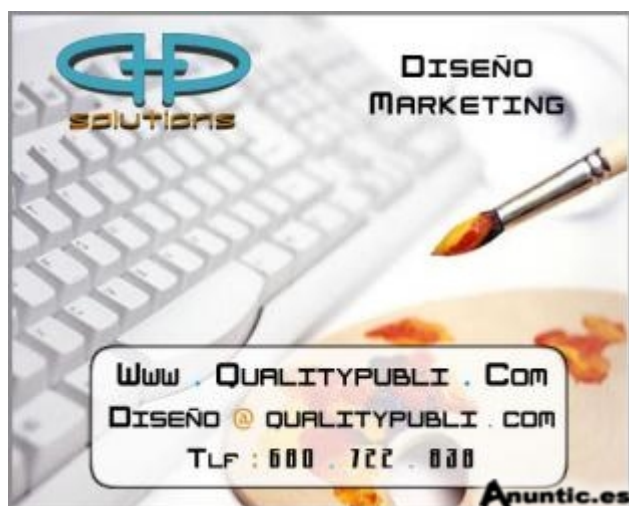 solutions
DISEÑO
MARKETING
WWW . QUALITYPUBLI . COM
DISEÑO @ QUALITYPUBLI . COM
TLF : 680 . 722 . 838
Anuntic.es